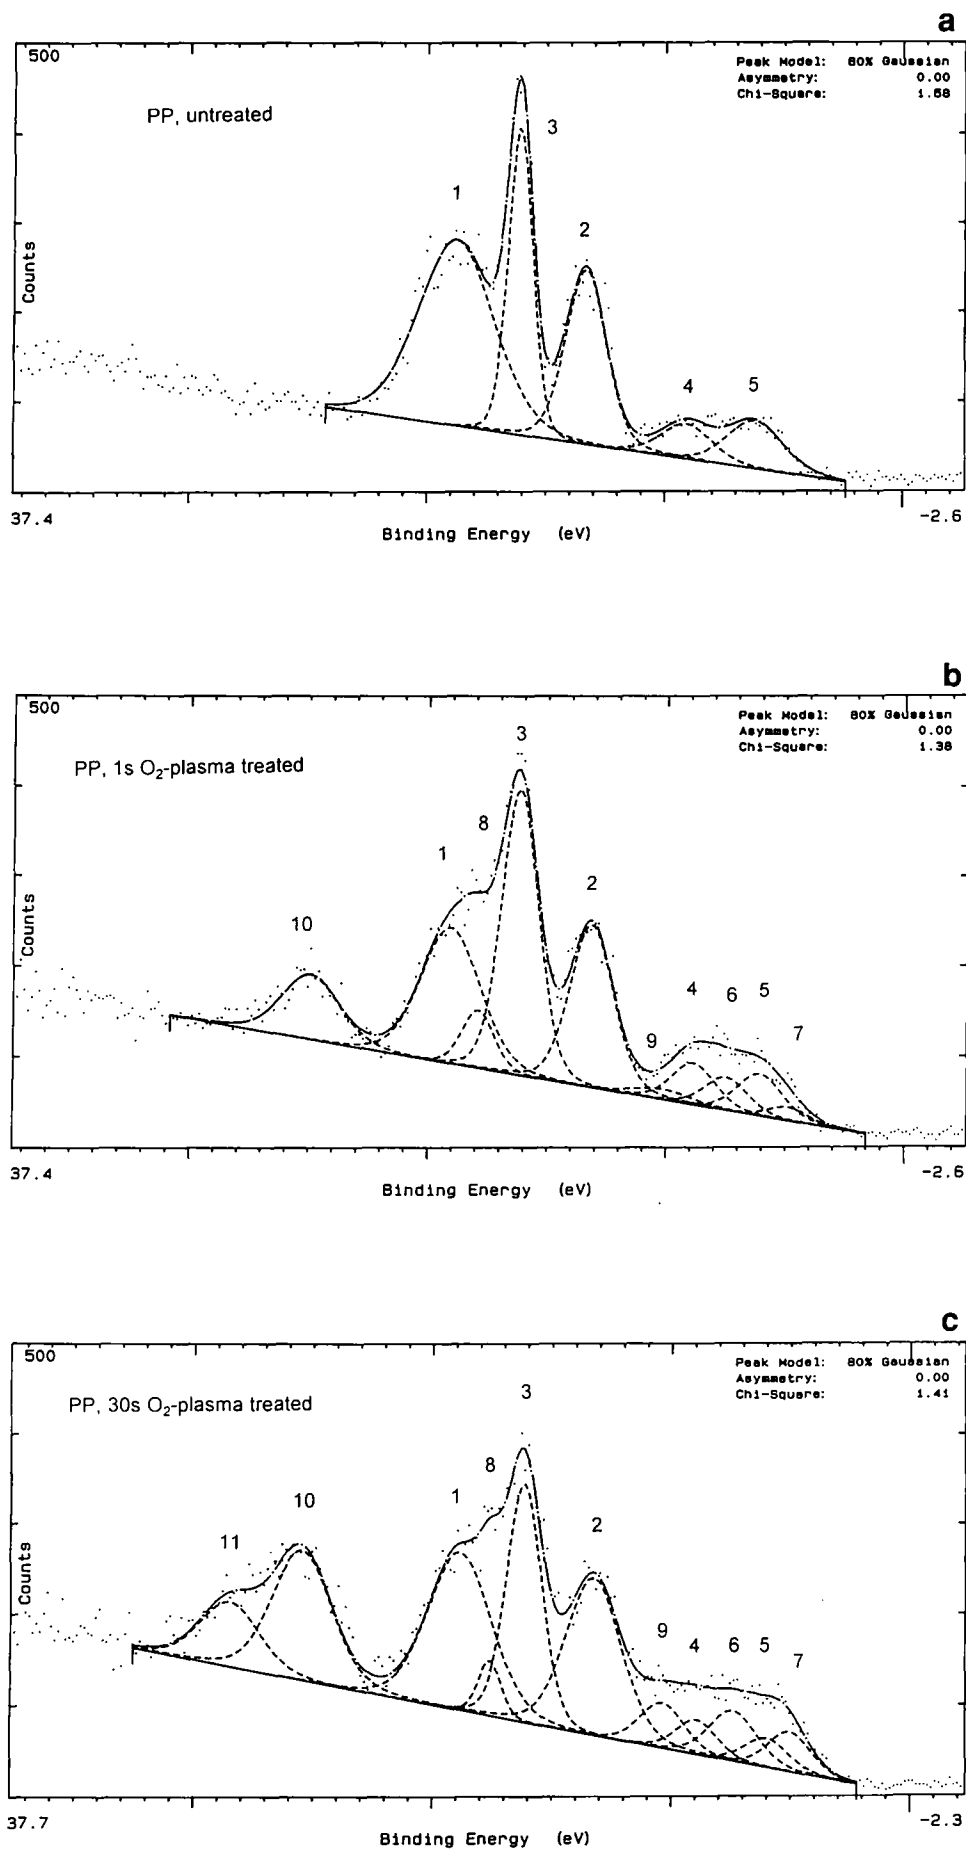 a
500
Peak Model: 80% Gaussian
Asymmetry: 0.00
Chi-Square: 1.68
PP, untreated
3
1
2
Counts
4 5
37.4 -2.6
Binding Energy (eV)
b
500
Peak Model: 80% Gaussian
Asymmetry: 0.00
Chi-Square: 1.38
3
PP, 1s O₂-plasma treated
8
1
2
10
Counts
4 6 5
7
9
37.4 -2.6
Binding Energy (eV)
c
500
Peak Model: 80% Gaussian
Asymmetry: 0.00
Chi-Square: 1.41
3
PP, 30s O₂-plasma treated
8
1
10
2
11
Counts
9 4 6 5
7
37.7 -2.3
Binding Energy (eV)